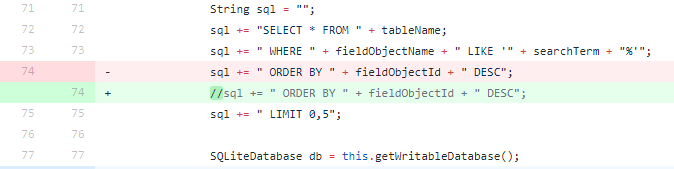 71 71 String sql = "";
72 72 sql += "SELECT * FROM " + tableName;
73 73 sql += " WHERE " + fieldObjectName + " LIKE '" + searchTerm + "%'";
74 - sql += " ORDER BY " + fieldObjectId + " DESC";
74 + //sql += " ORDER BY " + fieldObjectId + " DESC";
75 75 sql += " LIMIT 0,5";
76 76
77 77 SQLiteDatabase db = this.getWritableDatabase();